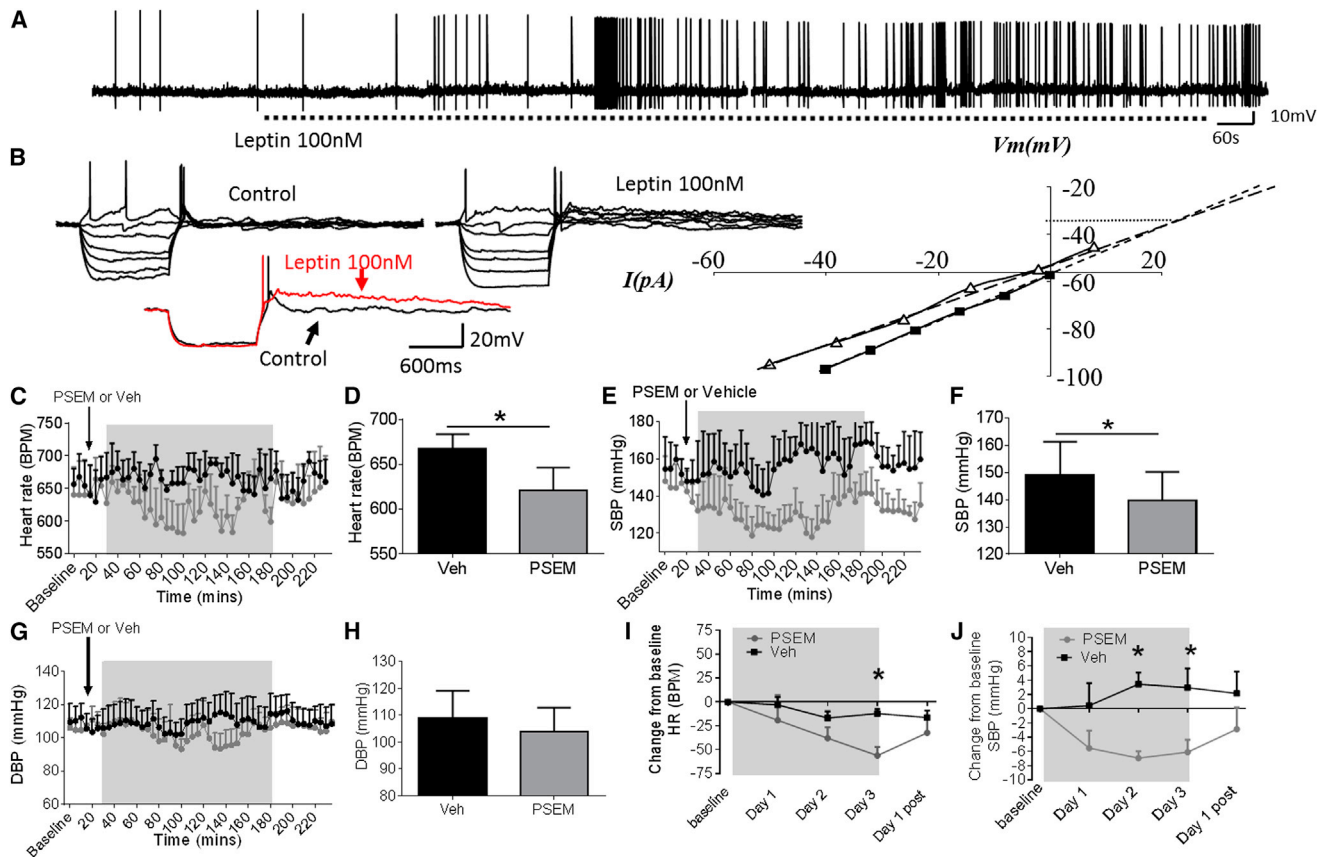 A
10mV
60s
Leptin 100nM
Vm(mV)
B
Control
Leptin 100nM
Leptin 100nM
Control
20mV
600ms
-20
-40
-60
-80
-100
-60
-40
-20
20
I(pA)
C
PSEM or Veh
Heart rate (BPM)
750
700
650
600
550
Baseline
20
40
60
80
100
120
140
160
180
200
220
Time (mins)
D
Heart rate(BPM)
700
650
600
550
*
Veh
PSEM
E
PSEM or Vehicle
SBP (mmHg)
180
160
140
120
Baseline
20
40
60
80
100
120
140
160
180
200
220
Time (mins)
F
SBP (mmHg)
170
160
150
140
130
120
*
Veh
PSEM
G
PSEM or Veh
DBP (mmHg)
140
120
100
80
60
Baseline
20
40
60
80
100
120
140
160
180
200
220
Time (mins)
H
DBP (mmHg)
130
120
110
100
90
80
Veh
PSEM
I
Change from baseline
HR (BPM)
75
50
25
0
-25
-50
-75
PSEM
Veh
*
baseline
Day 1
Day 2
Day 3
Day 1 post
J
Change from baseline
SBP (mmHg)
10
8
6
4
2
0
-2
-4
-6
-8
-10
PSEM
Veh
*
*
baseline
Day 1
Day 2
Day 3
Day 1 post